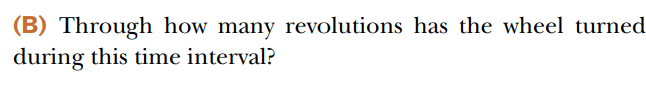 (B) Through how many revolutions has the wheel turned
during this time interval?